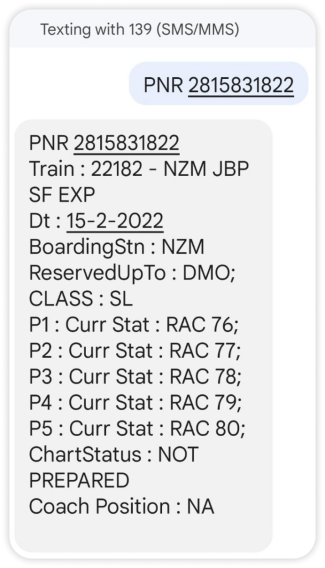 Texting with 139 (SMS/MMS)
PNR 2815831822
PNR 2815831822
Train : 22182 - NZM JBP
SF EXP
Dt : 15-2-2022
BoardingStn : NZM
ReservedUpTo : DMO;
CLASS : SL
P1 : Curr Stat : RAC 76;
P2 : Curr Stat : RAC 77;
P3 : Curr Stat : RAC 78;
P4 : Curr Stat : RAC 79;
P5 : Curr Stat : RAC 80;
ChartStatus : NOT
PREPARED
Coach Position : NA